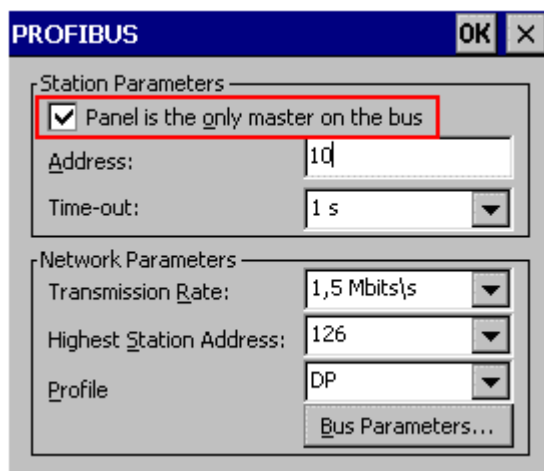 PROFIBUS OK ×
Station Parameters
Panel is the only master on the bus
Address: 10
Time-out: 1 s
Network Parameters
Transmission Rate: 1,5 Mbits\s
Highest Station Address: 126
Profile DP
Bus Parameters...